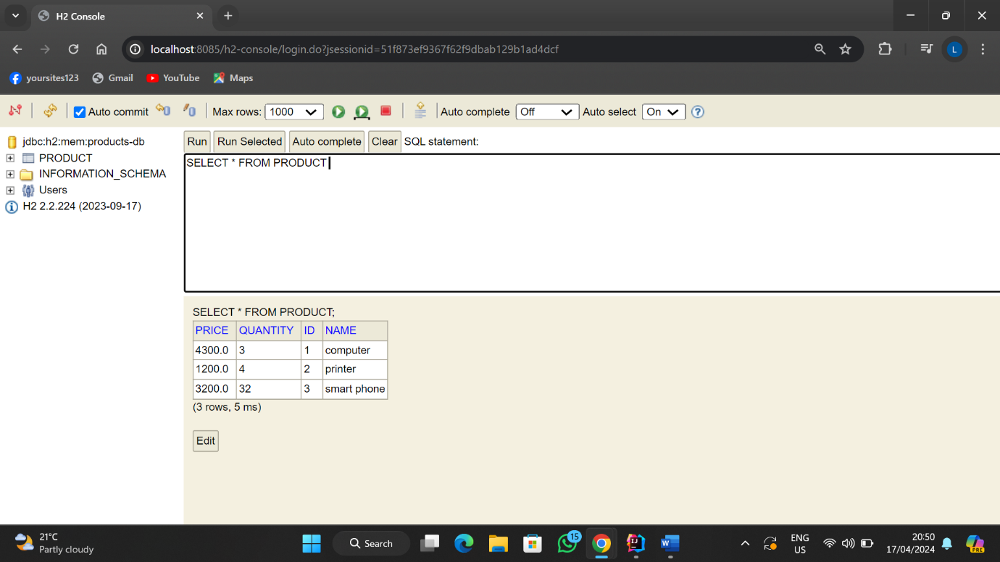 H2 Console
localhost:8085/h2-console/login.do?jsessionid=51f873ef9367f62f9dbab129b1ad4dcf
L
yoursites123 Gmail YouTube Maps
Auto commit Max rows: 1000 Auto complete Off Auto select On
jdbc:h2:mem:products-db
PRODUCT
INFORMATION_SCHEMA
Users
H2 2.2.224 (2023-09-17)
Run Run Selected Auto complete Clear SQL statement:
SELECT * FROM PRODUCT
SELECT * FROM PRODUCT;
PRICE QUANTITY ID NAME
4300.0 3 1 computer
1200.0 4 2 printer
3200.0 32 3 smart phone
(3 rows, 5 ms)
Edit
21°C
Partly cloudy
Search
15
ENG
US
20:50
17/04/2024
PRE